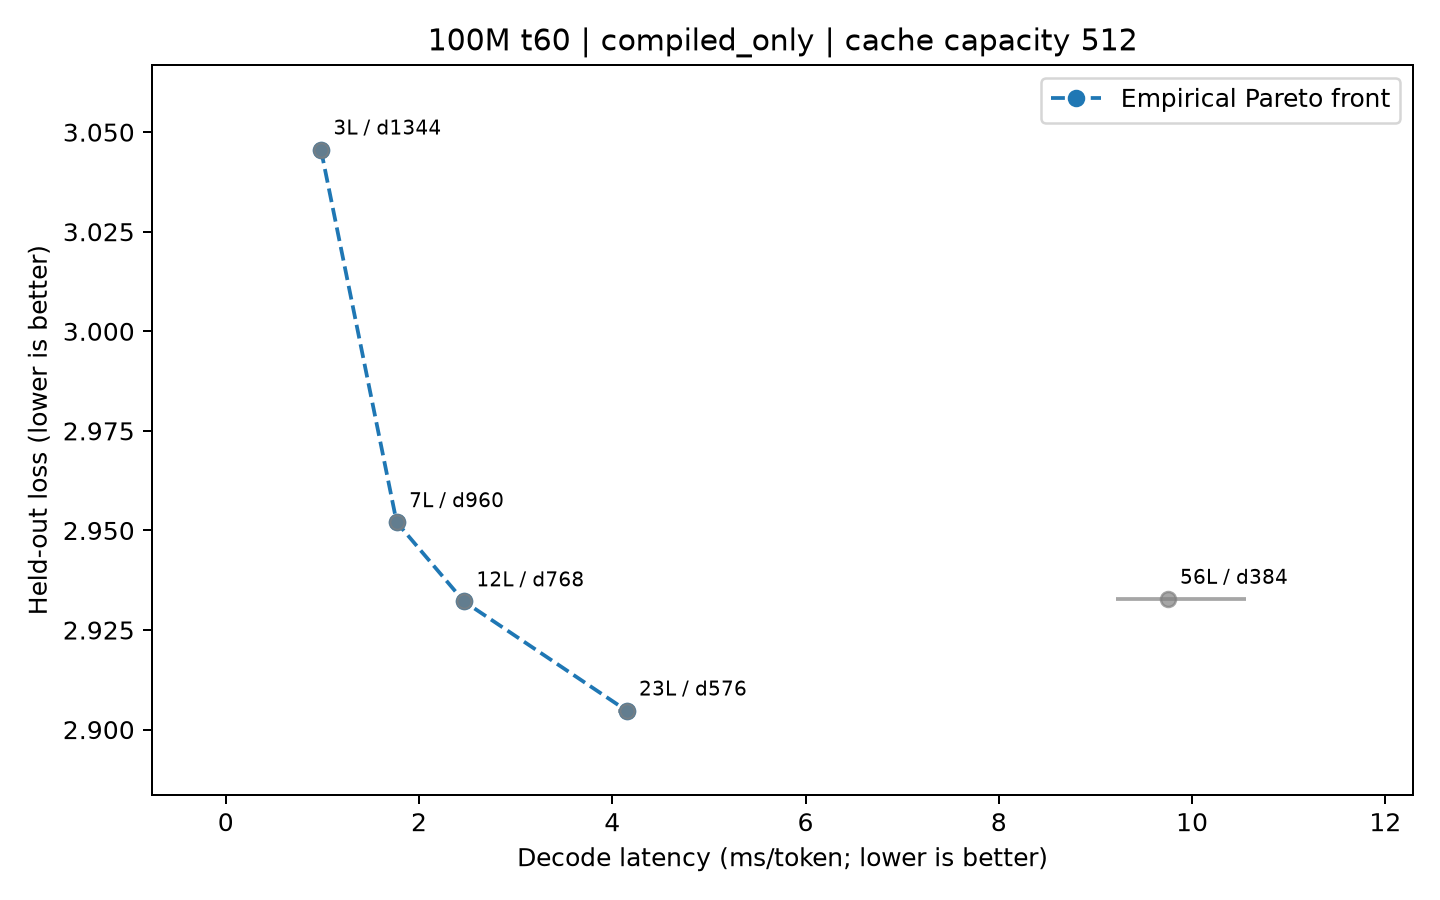 100M t60 | compiled_only | cache capacity 512
Empirical Pareto front
3.050
3.025
3.000
2.975
2.950
2.925
2.900
Held-out loss (lower is better)
3L / d1344
7L / d960
12L / d768
56L / d384
23L / d576
0 2 4 6 8 10 12
Decode latency (ms/token; lower is better)